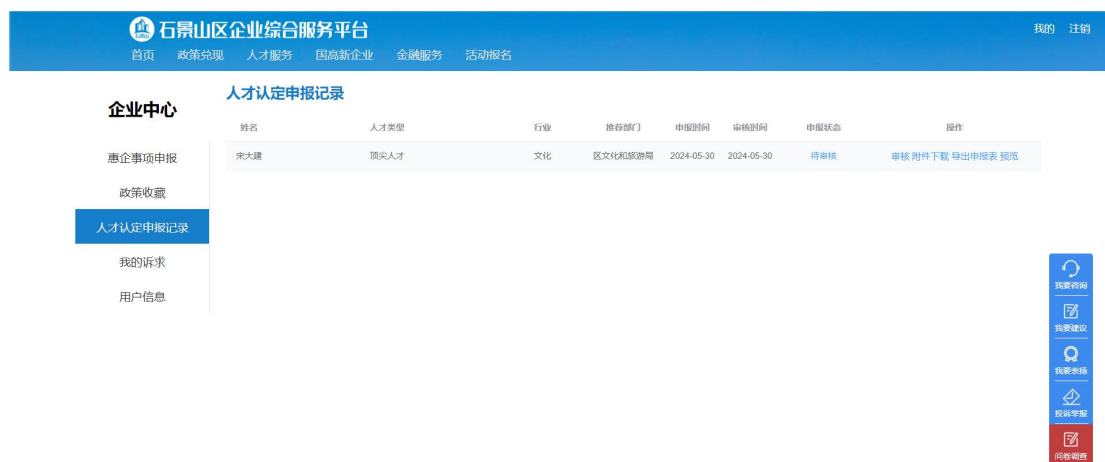 石景山区企业综合服务平台
我的 注销
首页 政策兑现 人才服务 国高新企业 金融服务 活动报名
企业中心
惠企事项申报
政策收藏
人才认定申报记录
我的诉求
用户信息
人才认定申报记录
姓名 人才类型 行业 推荐部门 申报时间 审核时间 申报状态 操作
宋大建 顶尖人才 文化 区文化和旅游局 2024-05-30 2024-05-30 待审核 审核 附件下载 导出申报表 预览
我要咨询
我要建议
我要表扬
投诉举报
问卷调查